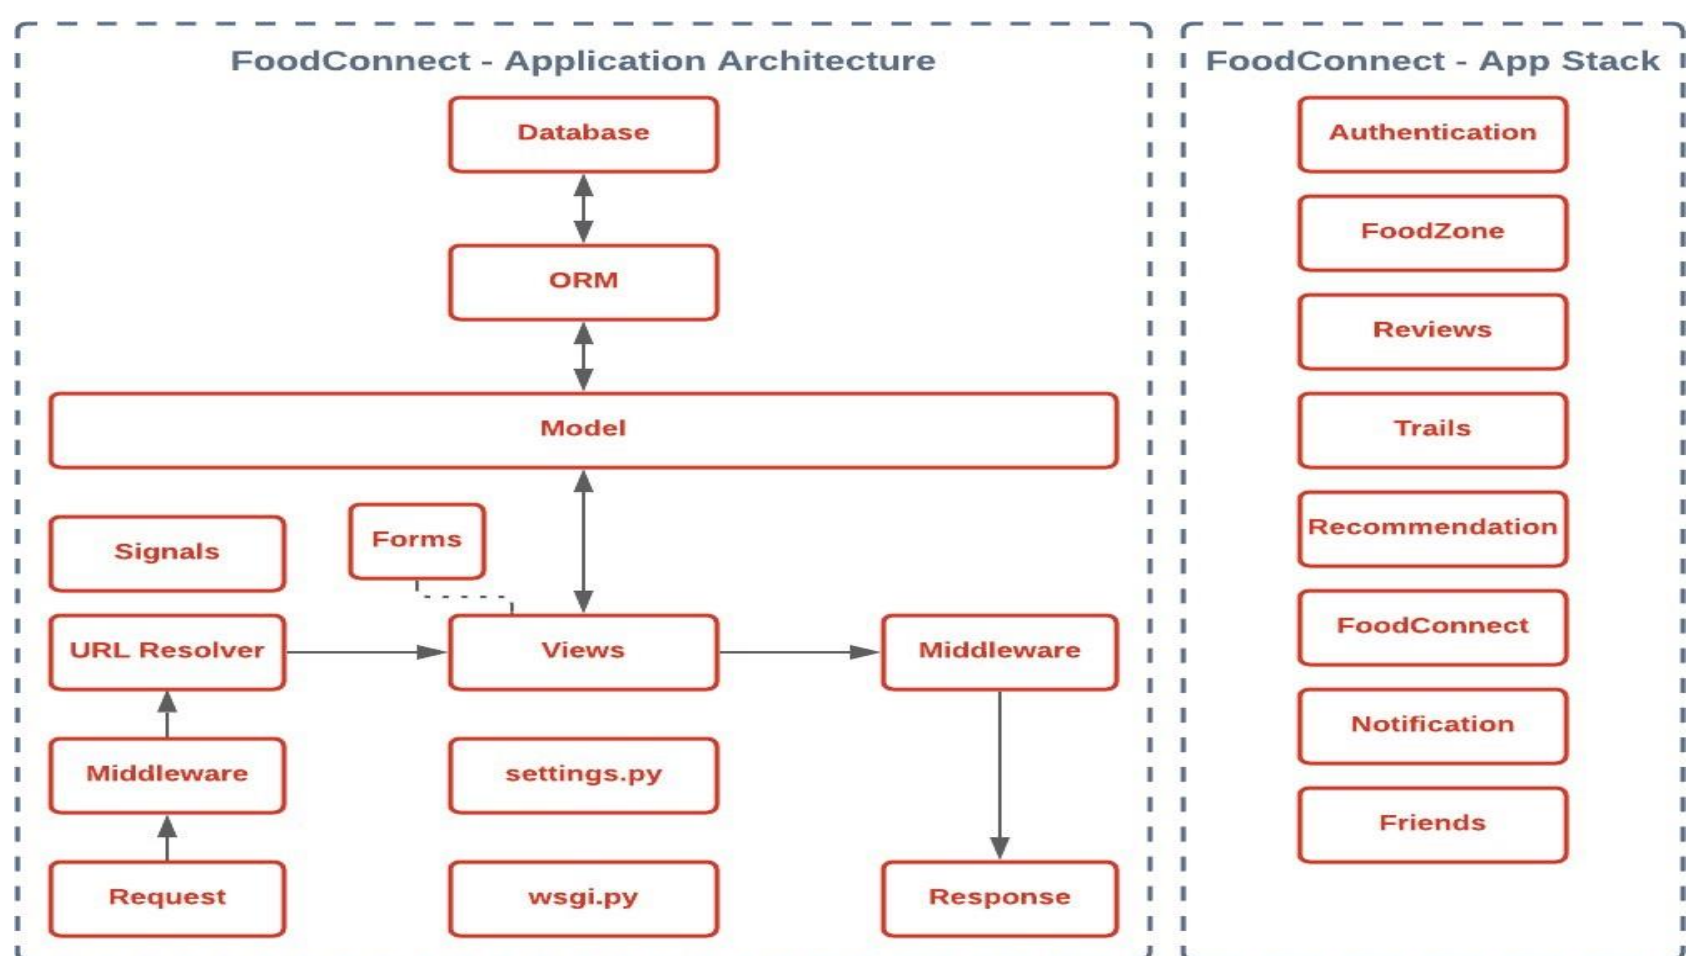 FoodConnect - Application Architecture
Database
ORM
Model
Signals
Forms
URL Resolver
Views
Middleware
Middleware
settings.py
Request
wsgi.py
Response
FoodConnect - App Stack
Authentication
FoodZone
Reviews
Trails
Recommendation
FoodConnect
Notification
Friends